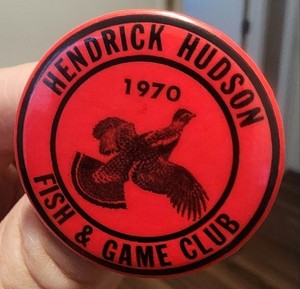 HENDRICK HUDSON
1970
FISH & GAME CLUB